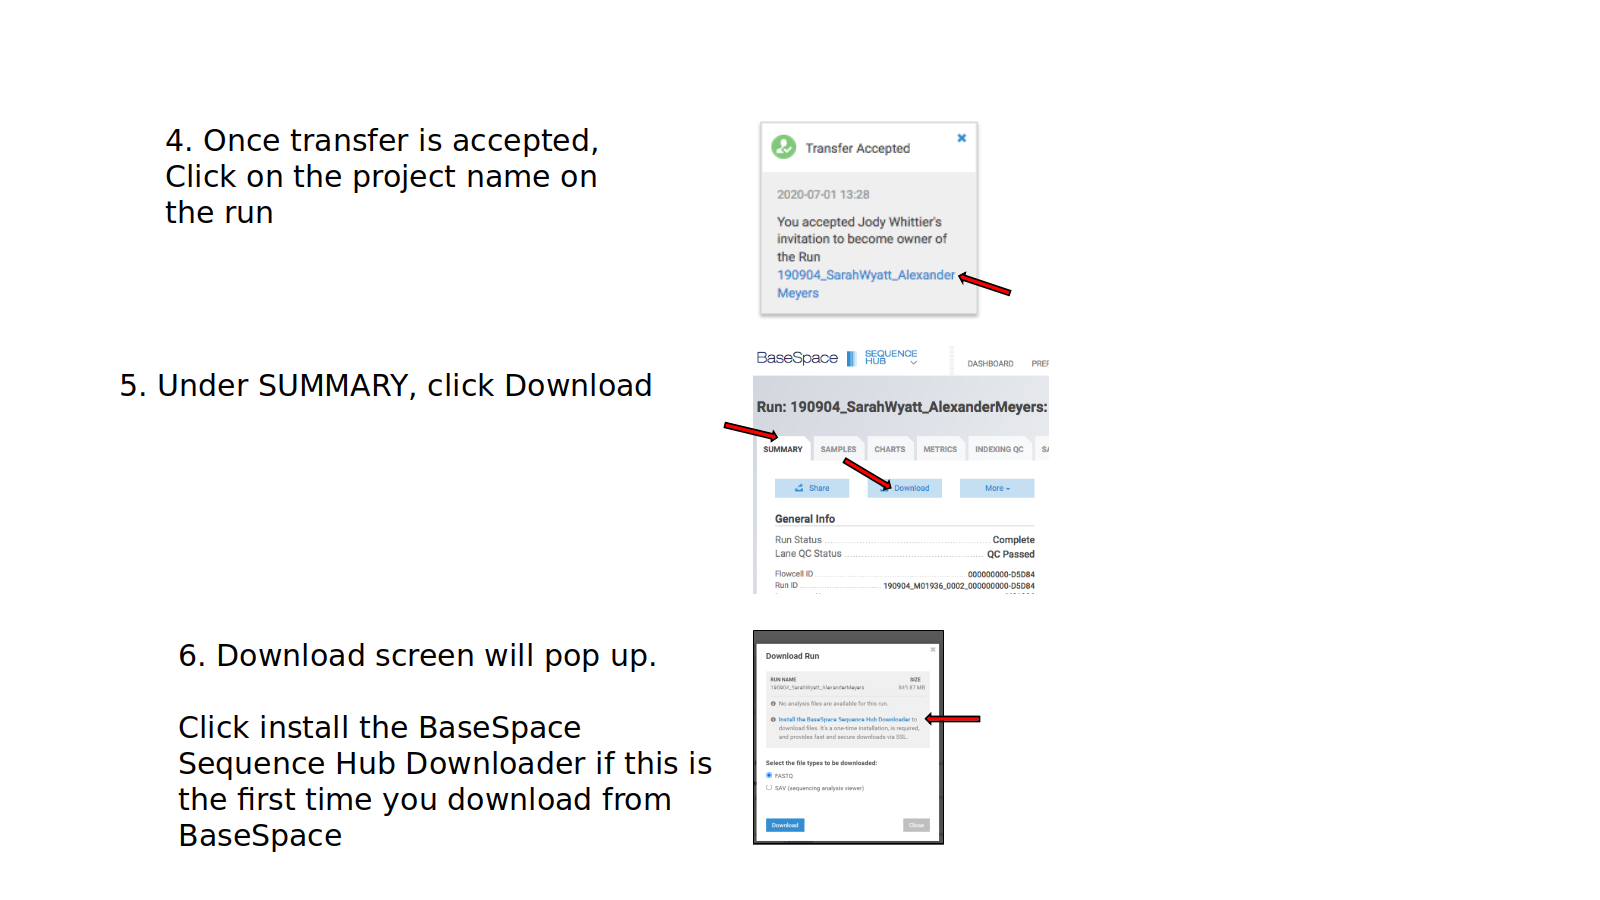 4. Once transfer is accepted,
Click on the project name on
the run
Transfer Accepted
2020-07-01 13:28
You accepted Jody Whittier's
invitation to become owner of
the Run
190904_SarahWyatt_Alexander
Meyers
5. Under SUMMARY, click Download
BaseSpace
SEQUENCE
HUB
DASHBOARD
PREP
Run: 190904_SarahWyatt_AlexanderMeyers:
SUMMARY SAMPLES CHARTS METRICS INDEXING QC SA
Share Download More
General Info
Run Status Complete
Lane QC Status QC Passed
Flowcell ID 000000000-D5D84
Run ID 190904_M01936_0002_000000000-D5D84
6. Download screen will pop up.
Click install the BaseSpace
Sequence Hub Downloader if this is
the first time you download from
BaseSpace
Download Run
RUN NAME SIZE
190904_SarahWyatt_AlexanderMeyers MB
No analysis files are available for this run.
Install the BaseSpace Sequence Hub Downloader to
download files. It's a one-time installation, is required,
and provides fast and secure downloads via SSL.
Select the file types to be downloaded:
FASTQ
SAV (sequencing analysis viewer)
Download Close